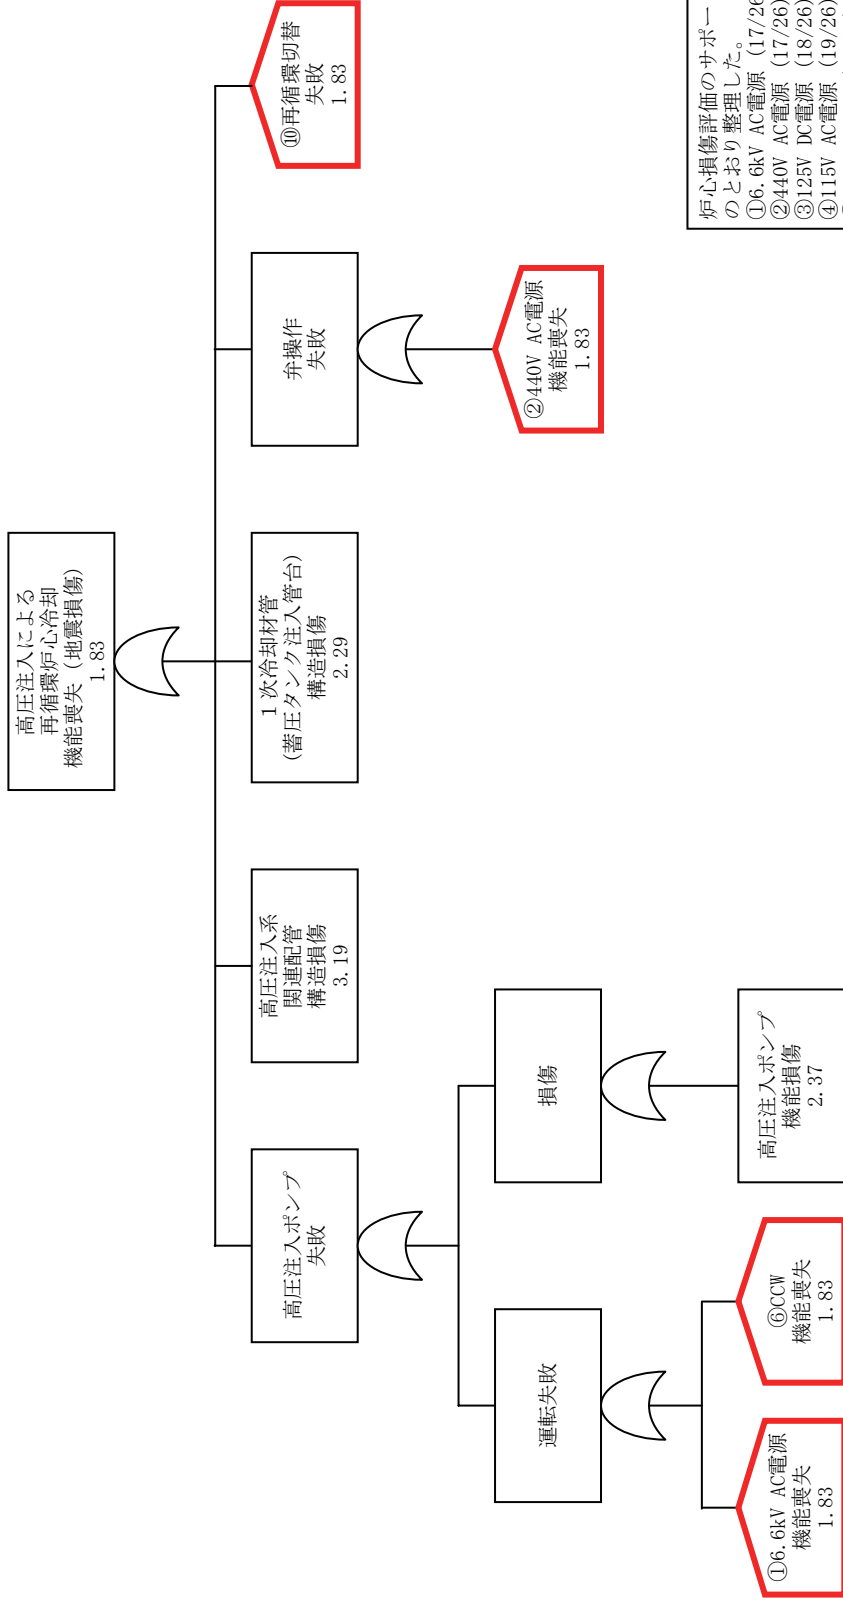 高圧注入による
再循環炉心冷却
機能喪失（地震損傷）
1.83
高圧注入ポンプ
失敗
高圧注入系
関連配管
構造損傷
3.19
1次冷却材管
(蓄圧タンク注入管台)
構造損傷
2.29
弁操作
失敗
⑩再循環切替
失敗
1.83
運転失敗
損傷
②440V AC電源
機能喪失
1.83
①6.6kV AC電源
機能喪失
1.83
⑥CCW
機能喪失
1.83
高圧注入ポンプ
機能損傷
2.37
炉心損傷評価のサポー
のとおり整理した。
①6.6kV AC電源 (17/26
②440V AC電源 (17/26)
③125V DC電源 (18/26)
④115V AC電源 (19/26)